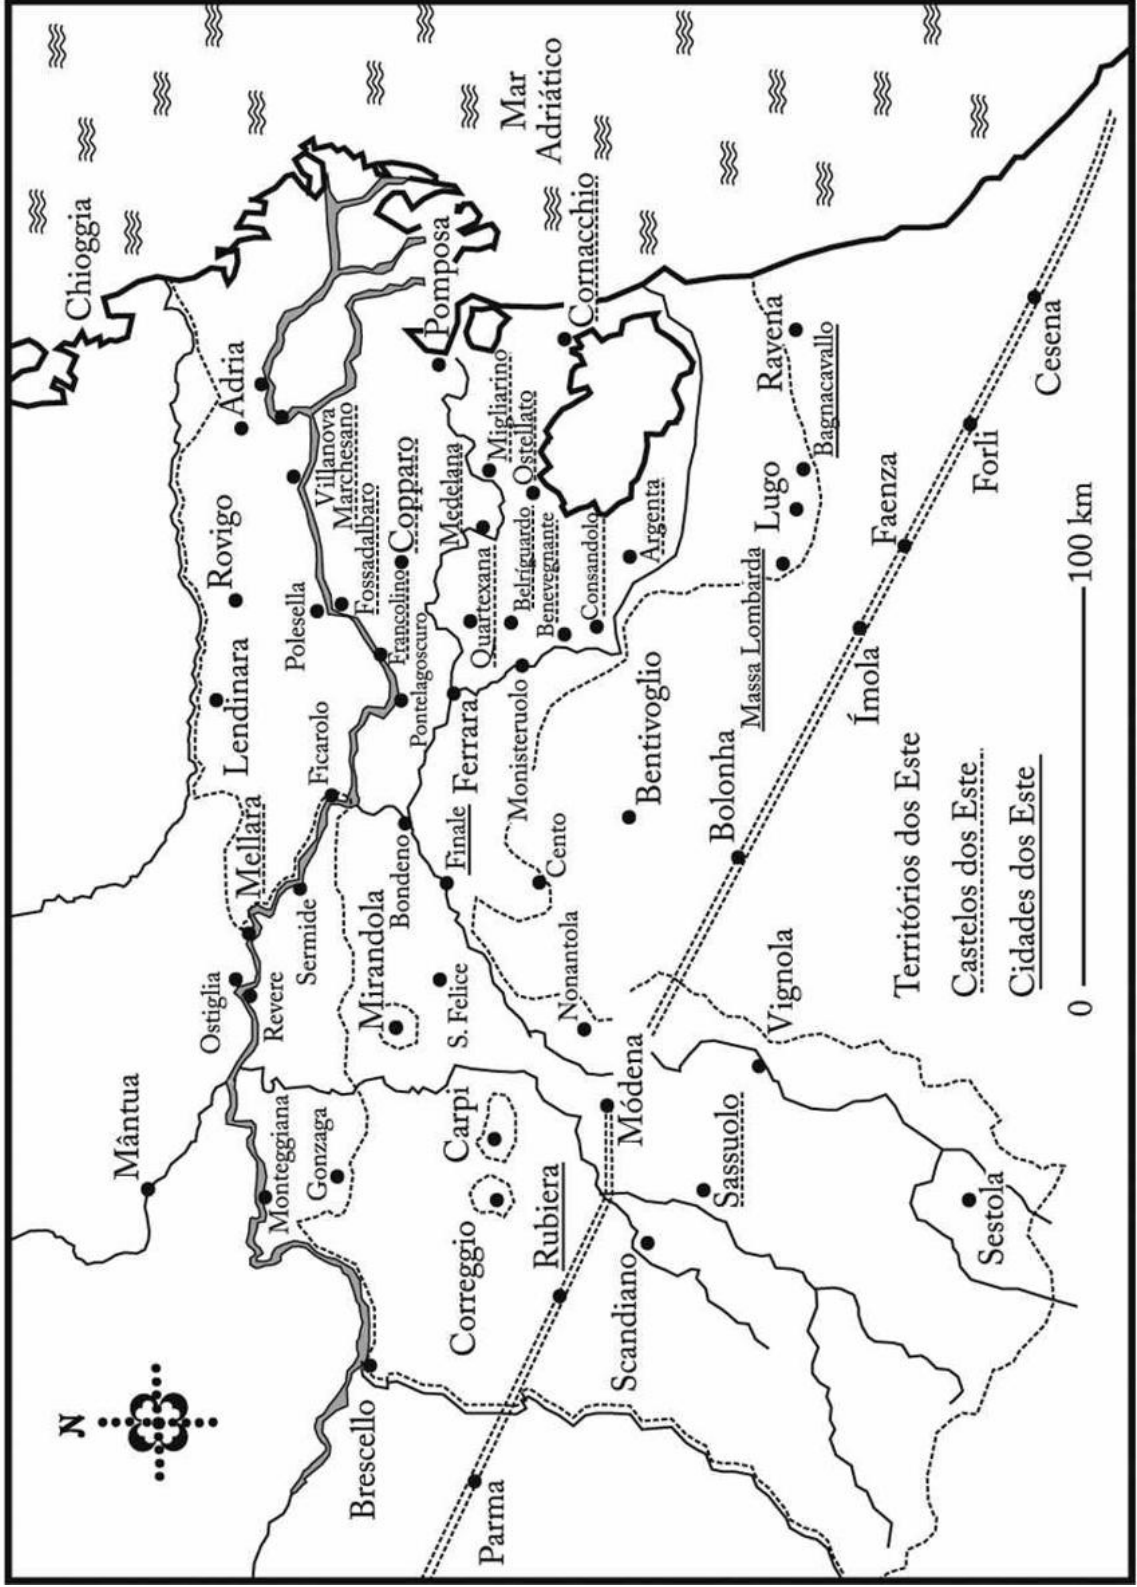 N
Mântua
Chioggia
Ostiglia
Revere
Mellara
Sermide
Lendinara
Rovigo
Adria
Monteggiana
Gonzaga
Ficarolo
Polesella
Villanova
Marchesano
Fossadalbaro
Brescello
Mirandola
S. Felice
Bondeno
Pontelagoscuro
Francolino
Copparo
Pomposa
Mar
Adriático
Correggio
Carpi
Finale
Ferrara
Quartexana
Medelana
Migliarino
Ostellato
Parma
Rubiera
Nonantola
Cento
Monisteruolo
Belríguardo
Benevegnante
Consandolo
Cornacchio
Scandiano
Módena
Bentivoglio
Argenta
Sassuolo
Vignola
Bolonha
Massa Lombarda
Lugo
Ravena
Bagnacavallo
Sestola
Ímola
Faenza
Forli
Cesena
Territórios dos Este
Castelos dos Este
Cidades dos Este
0
100 km